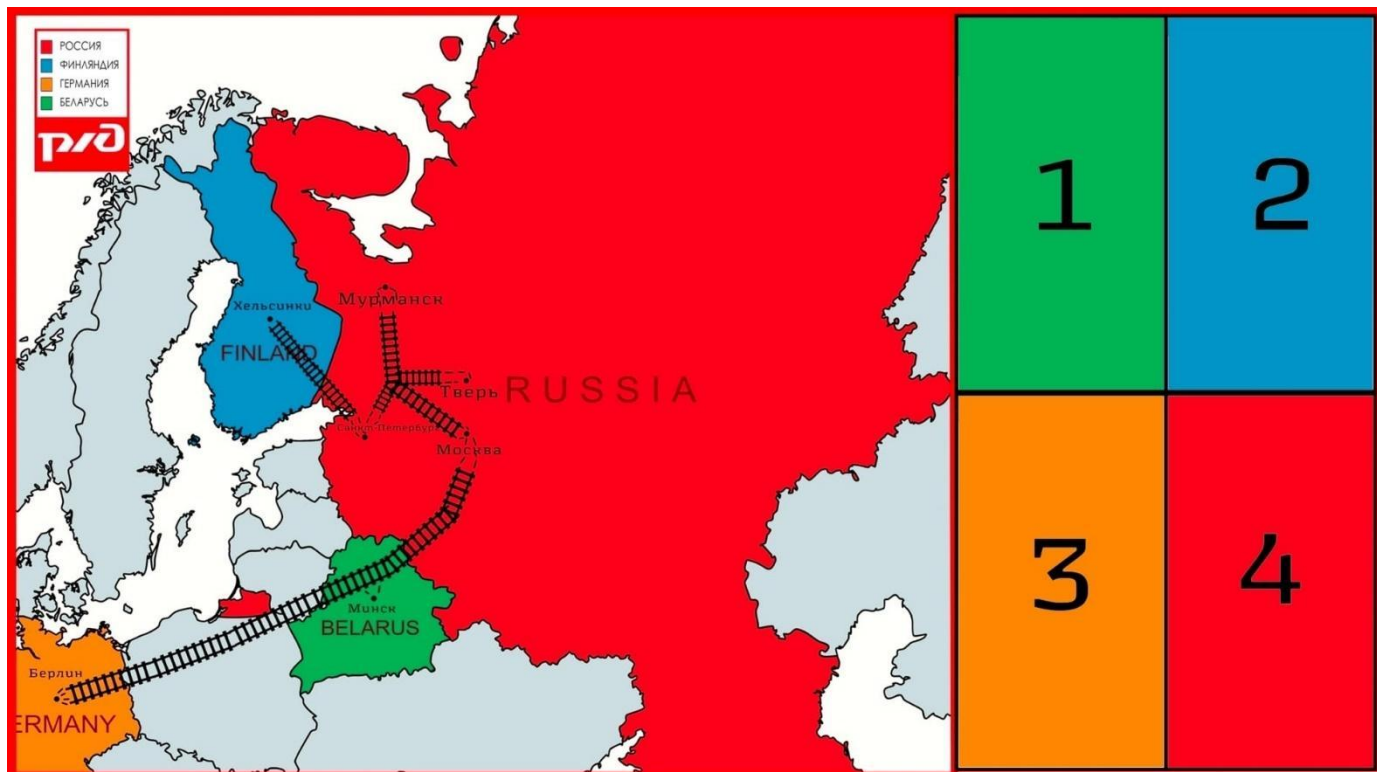 РОССИЯ
ФИНЛЯНДИЯ
ГЕРМАНИЯ
БЕЛАРУСЬ
РЖД
1
2
Хельсинки
Мурманск
FINLAND
Тверь
RUSSIA
Санкт-Петербург
Москва
3
4
Минск
BELARUS
Берлин
ERMANY